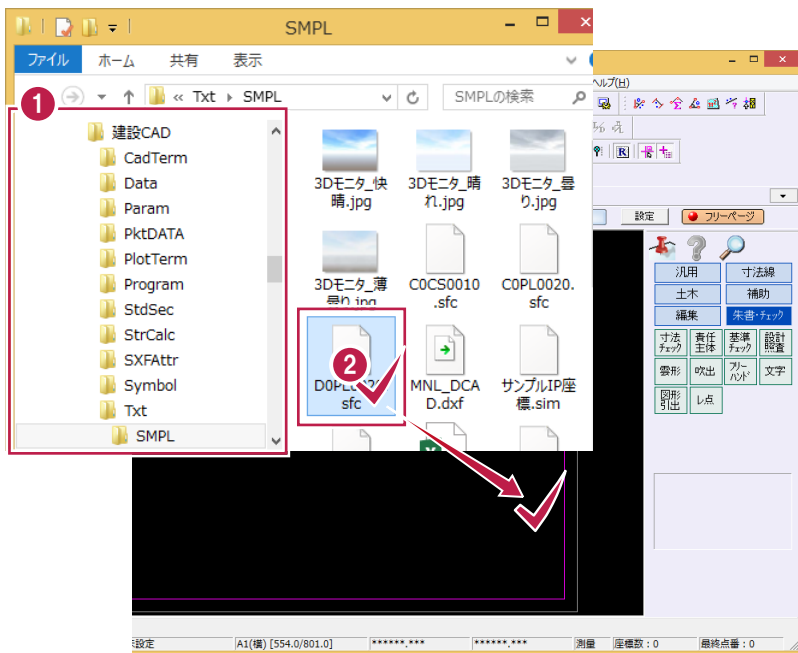 SMPL
ファイル
ホーム
共有
表示
« Txt › SMPL
SMPLの検索
1
建設CAD
CadTerm
Data
Param
PktDATA
PlotTerm
Program
StdSec
StrCalc
SXFAttr
Symbol
Txt
SMPL
3Dモニタ_快
晴.jpg
3Dモニタ_晴
れ.jpg
3Dモニタ_曇
り.jpg
3Dモニタ_薄
曇り.jpg
C0CS0010
.sfc
C0PL0020.
sfc
2
sfc
MNL_DCA
D.dxf
サンプルIP座
標.sim
ヘルプ(H)
R
設定
フリーページ
汎用
寸法線
土木
補助
編集
朱書・チェック
寸法
チェック
責任
主体
基準
チェック
設計
照査
雲形
吹出
フリー
ハンド
文字
図形
引出
レ点
設定
A1(横) [554.0/801.0]
******.***
******.***
測量
座標数：0
最終点番：0